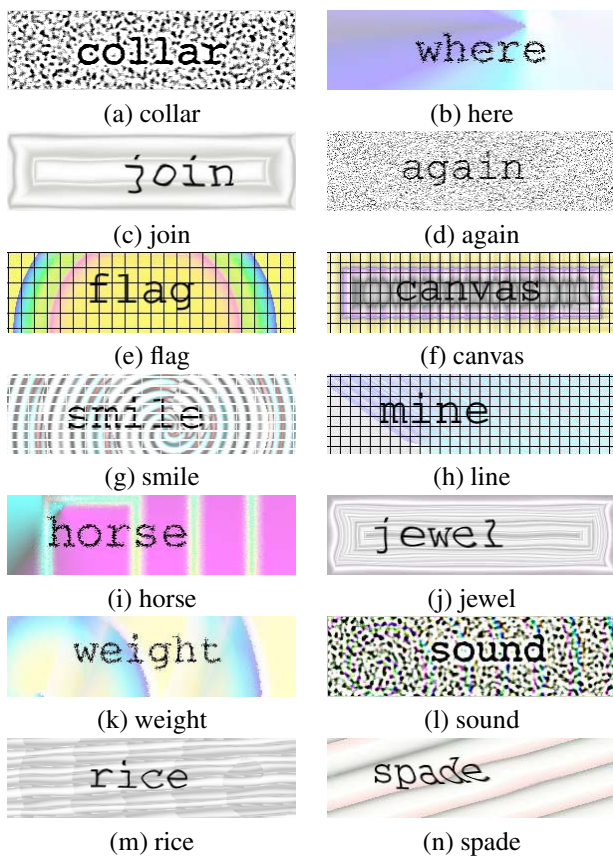 collar where
(a) collar (b) here
join again
(c) join (d) again
flag canvas
(e) flag (f) canvas
smile mine
(g) smile (h) line
horse jewel
(i) horse (j) jewel
weight sound
(k) weight (l) sound
rice spade
(m) rice (n) spade